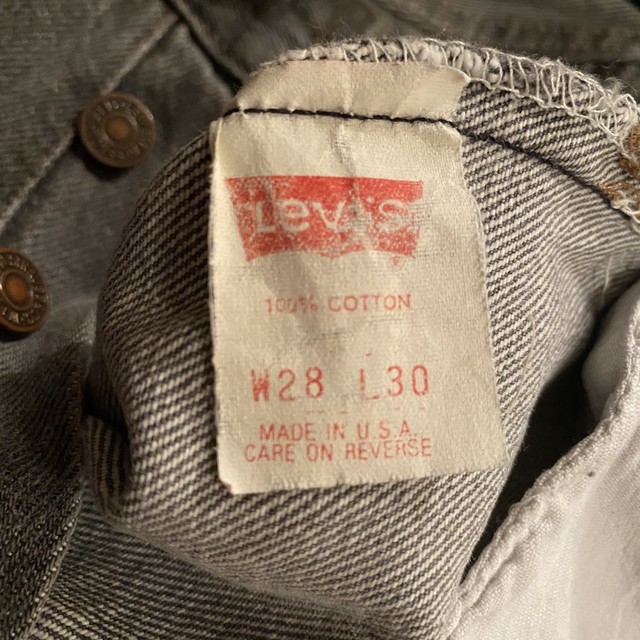 Levi's
100% COTTON
W28 L30
MADE IN U.S.A.
CARE ON REVERSE